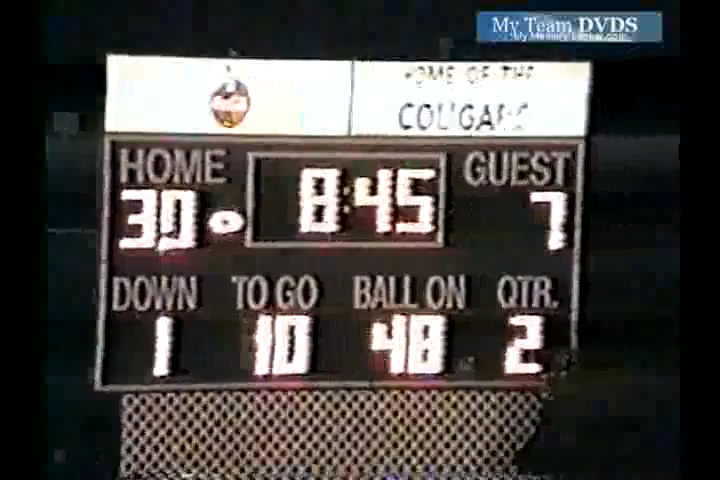 My Team DVDS
HOME OF THE
COUGARS
HOME 8:45 GUEST
30 7
DOWN TO GO BALL ON QTR.
1 10 48 2